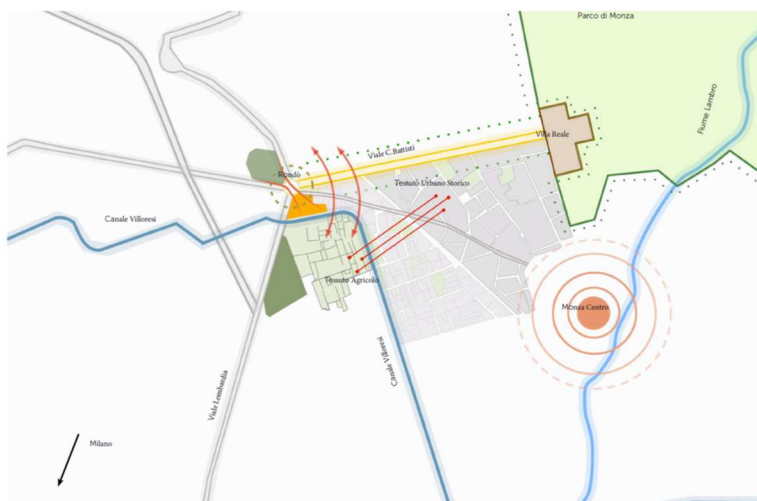 Parco di Monza
Fiume Lambro
Villa Reale
Viale C.Battisti
Rondò
Tessuto Urbano Storico
Canale Villoresi
Tessuto Agricolo
Monza Centro
Canale Villoresi
Viale Lombardia
Milano